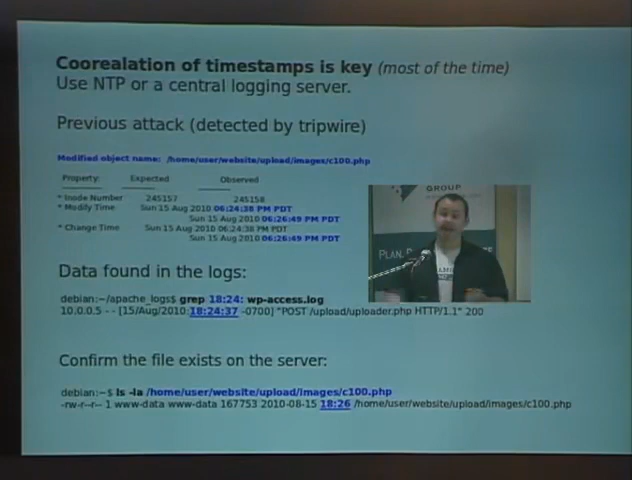 Coorealation of timestamps is key (most of the time)
Use NTP or a central logging server.
Previous attack (detected by tripwire)
Modified object name: /home/user/website/upload/images/c100.php
Property: Expected Observed
* Inode Number 245157 245158
* Modify Time Sun 15 Aug 2010 06:24:38 PM PDT
Sun 15 Aug 2010 06:26:49 PM PDT
* Change Time Sun 15 Aug 2010 06:24:38 PM PDT
Sun 15 Aug 2010 06:26:49 PM PDT
GROUP
PLAN.
Data found in the logs:
debian:~/apache_logs$ grep 18:24: wp-access.log
10.0.0.5 - - [15/Aug/2010:18:24:37 -0700] "POST /upload/uploader.php HTTP/1.1" 200
Confirm the file exists on the server:
debian:~$ ls -la /home/user/website/upload/images/c100.php
-rw-r--r-- 1 www-data www-data 167753 2010-08-15 18:26 /home/user/website/upload/images/c100.php